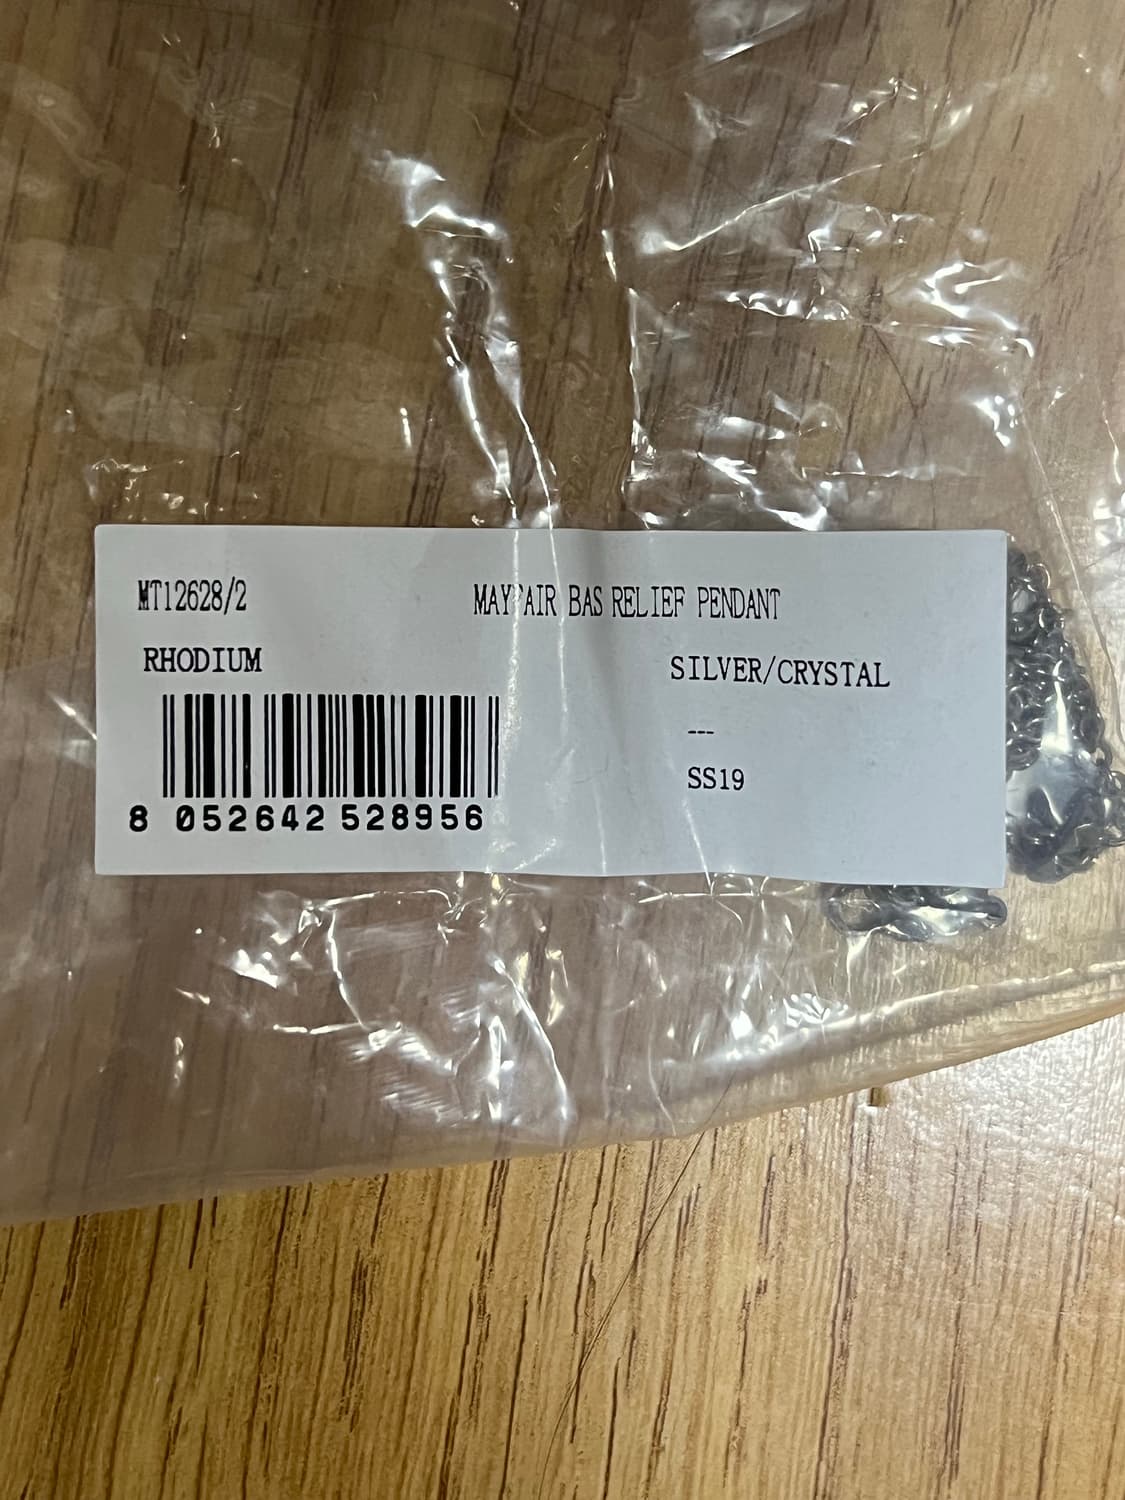 MT12628/2 MAYFAIR BAS RELIEF PENDANT
RHODIUM SILVER/CRYSTAL
---
SS19
8 052642 528956